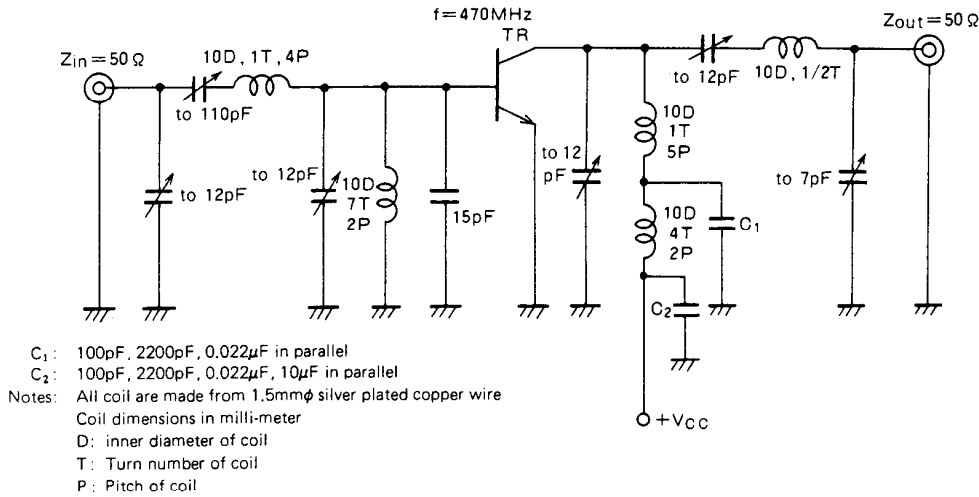 f=470MHz
TR
Zin=50Ω
Zout=50Ω
10D, 1T, 4P
to 110pF
to 12pF
10D, 1/2T
to 12pF
to 12pF
10D
7T
2P
15pF
to 12
pF
10D
1T
5P
10D
4T
2P
C₁
C₂
to 7pF
+VCC
C₁: 100pF, 2200pF, 0.022μF in parallel
C₂: 100pF, 2200pF, 0.022μF, 10μF in parallel
Notes: All coil are made from 1.5mmφ silver plated copper wire
Coil dimensions in milli-meter
D: inner diameter of coil
T: Turn number of coil
P: Pitch of coil